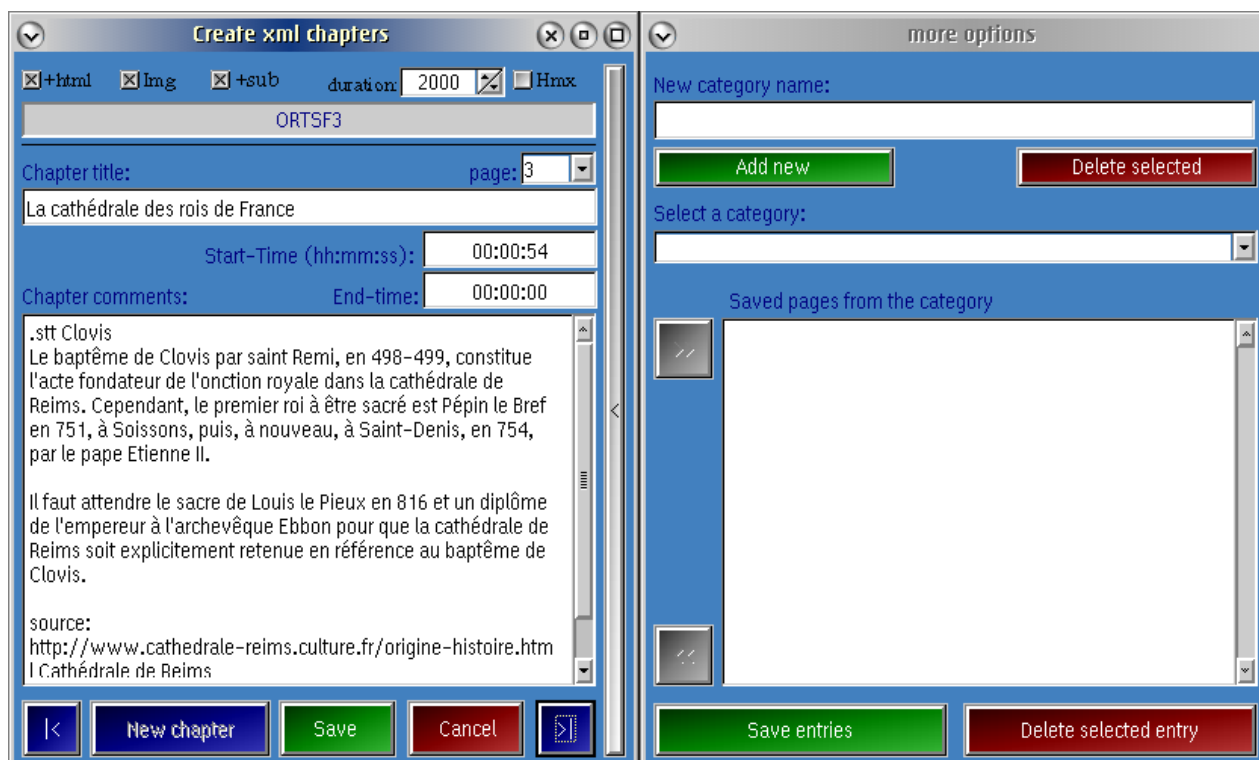 Create xml chapters
+html Img +sub duration: 2000 Hmx
ORTSF3
Chapter title: page: 3
La cathédrale des rois de France
Start-Time (hh:mm:ss): 00:00:54
Chapter comments: End-time: 00:00:00
.stt Clovis
Le baptême de Clovis par saint Remi, en 498-499, constitue
l'acte fondateur de l'onction royale dans la cathédrale de
Reims. Cependant, le premier roi à être sacré est Pépin le Bref
en 751, à Soissons, puis, à nouveau, à Saint-Denis, en 754,
par le pape Etienne II.
Il faut attendre le sacre de Louis le Pieux en 816 et un diplôme
de l'empereur à l'archevêque Ebbon pour que la cathédrale de
Reims soit explicitement retenue en référence au baptême de
Clovis.
source:
http://www.cathedrale-reims.culture.fr/origine-histoire.htm
l Cathédrale de Reims
|< New chapter Save Cancel >|
more options
New category name:
Add new Delete selected
Select a category:
Saved pages from the category
>>
<<
Save entries Delete selected entry